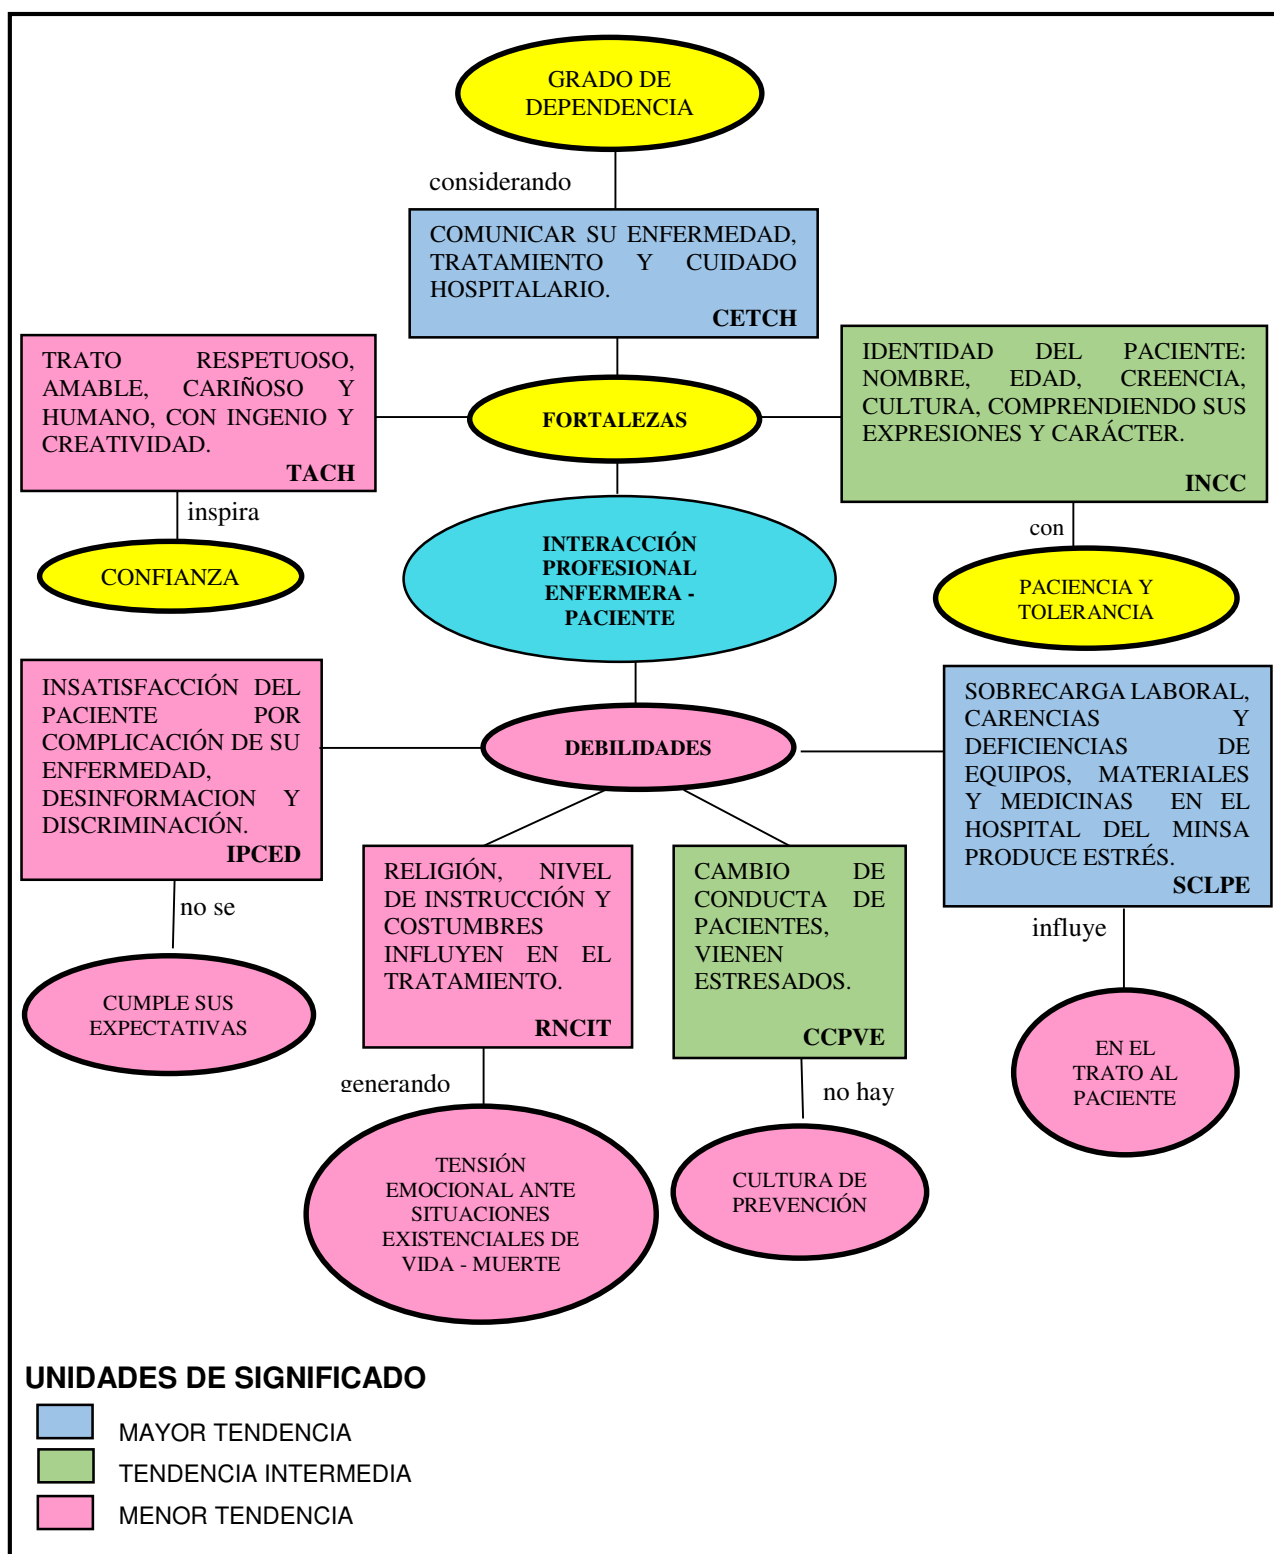 GRADO DE
DEPENDENCIA
considerando
COMUNICAR SU ENFERMEDAD,
TRATAMIENTO Y CUIDADO
HOSPITALARIO.
CETCH
TRATO RESPETUOSO,
AMABLE, CARIÑOSO Y
HUMANO, CON INGENIO Y
CREATIVIDAD.
TACH
FORTALEZAS
IDENTIDAD DEL PACIENTE:
NOMBRE, EDAD, CREENCIA,
CULTURA, COMPRENDIENDO SUS
EXPRESIONES Y CARÁCTER.
INCC
inspira
con
CONFIANZA
INTERACCIÓN
PROFESIONAL
ENFERMERA -
PACIENTE
PACIENCIA Y
TOLERANCIA
INSATISFACCIÓN DEL
PACIENTE POR
COMPLICACIÓN DE SU
ENFERMEDAD,
DESINFORMACION Y
DISCRIMINACIÓN.
IPCED
DEBILIDADES
SOBRECARGA LABORAL,
CARENCIAS Y
DEFICIENCIAS DE
EQUIPOS, MATERIALES
Y MEDICINAS EN EL
HOSPITAL DEL MINSA
PRODUCE ESTRÉS.
SCLPE
RELIGIÓN, NIVEL
DE INSTRUCCIÓN Y
COSTUMBRES
INFLUYEN EN EL
TRATAMIENTO.
RNCIT
CAMBIO DE
CONDUCTA DE
PACIENTES,
VIENEN
ESTRESADOS.
CCPVE
no se
influye
CUMPLE SUS
EXPECTATIVAS
EN EL
TRATO AL
PACIENTE
generando
no hay
TENSIÓN
EMOCIONAL ANTE
SITUACIONES
EXISTENCIALES DE
VIDA - MUERTE
CULTURA DE
PREVENCIÓN
UNIDADES DE SIGNIFICADO
MAYOR TENDENCIA
TENDENCIA INTERMEDIA
MENOR TENDENCIA